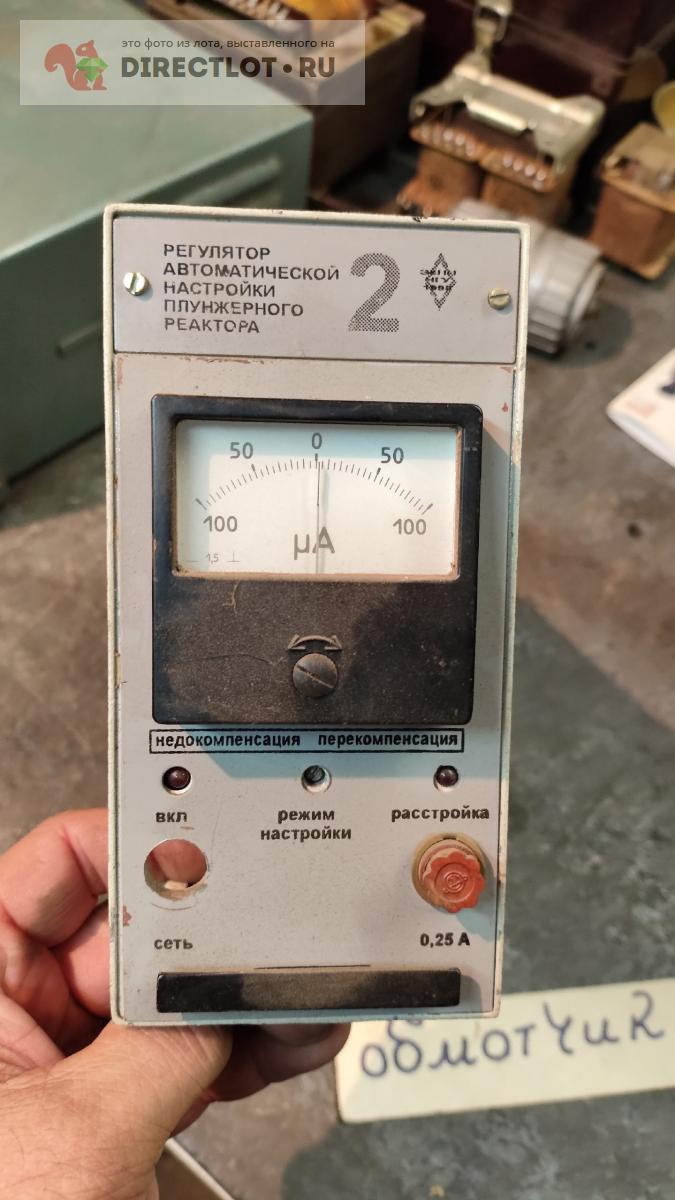 это фото из лота, выставленного на
DIRECTLOT.RU
РЕГУЛЯТОР
АВТОМАТИЧЕСКОЙ
НАСТРОЙКИ
ПЛУНЖЕРНОГО
РЕАКТОРА
2
50 0 50
100 100
μA
1,5
недокомпенсация перекомпенсация
вкл
режим
настройки
расстройка
сеть
0,25 А
обмотчик